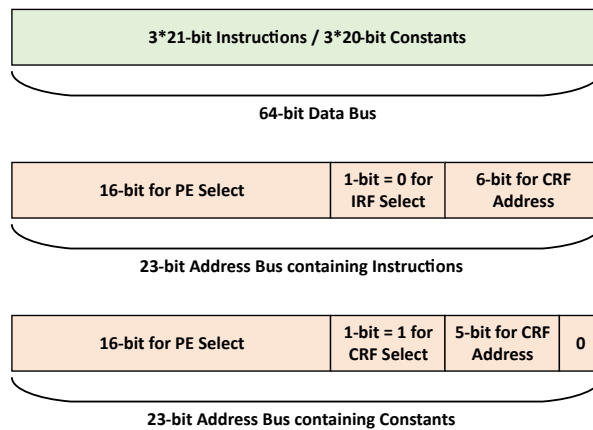 3*21-bit Instructions / 3*20-bit Constants
64-bit Data Bus
16-bit for PE Select
1-bit = 0 for
IRF Select
6-bit for CRF
Address
23-bit Address Bus containing Instructions
16-bit for PE Select
1-bit = 1 for
CRF Select
5-bit for CRF
Address
0
23-bit Address Bus containing Constants